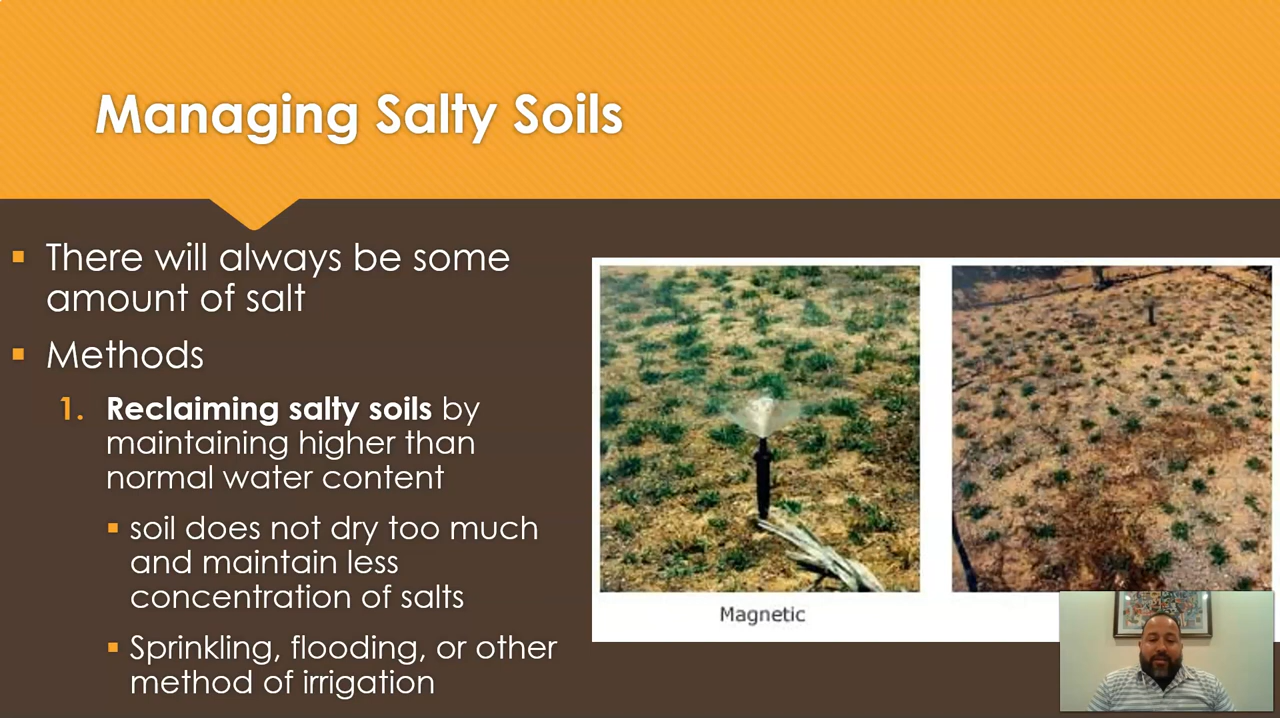 Managing Salty Soils
▪ There will always be some
amount of salt
▪ Methods
1. Reclaiming salty soils by
maintaining higher than
normal water content
▪ soil does not dry too much
and maintain less
concentration of salts
▪ Sprinkling, flooding, or other
method of irrigation
Magnetic